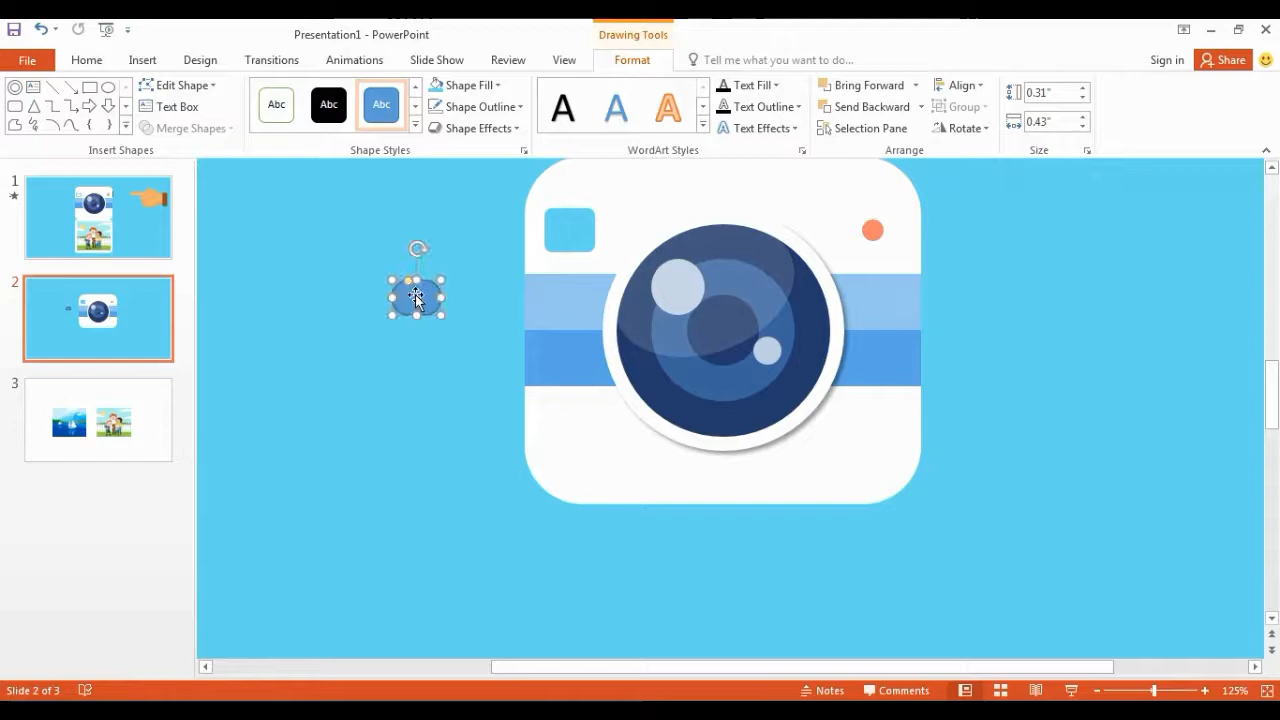 Presentation1 - PowerPoint
Drawing Tools
File Home Insert Design Transitions Animations Slide Show Review View Format Tell me what you want to do... Sign in Share
Edit Shape
Text Box
Merge Shapes
Insert Shapes
Abc Abc Abc
Shape Fill
Shape Outline
Shape Effects
Shape Styles
A A A
Text Fill
Text Outline
Text Effects
WordArt Styles
Bring Forward
Send Backward
Selection Pane
Align
Group
Rotate
Arrange
0.31"
0.43"
Size
1
2
3
Slide 2 of 3
Notes Comments 125%